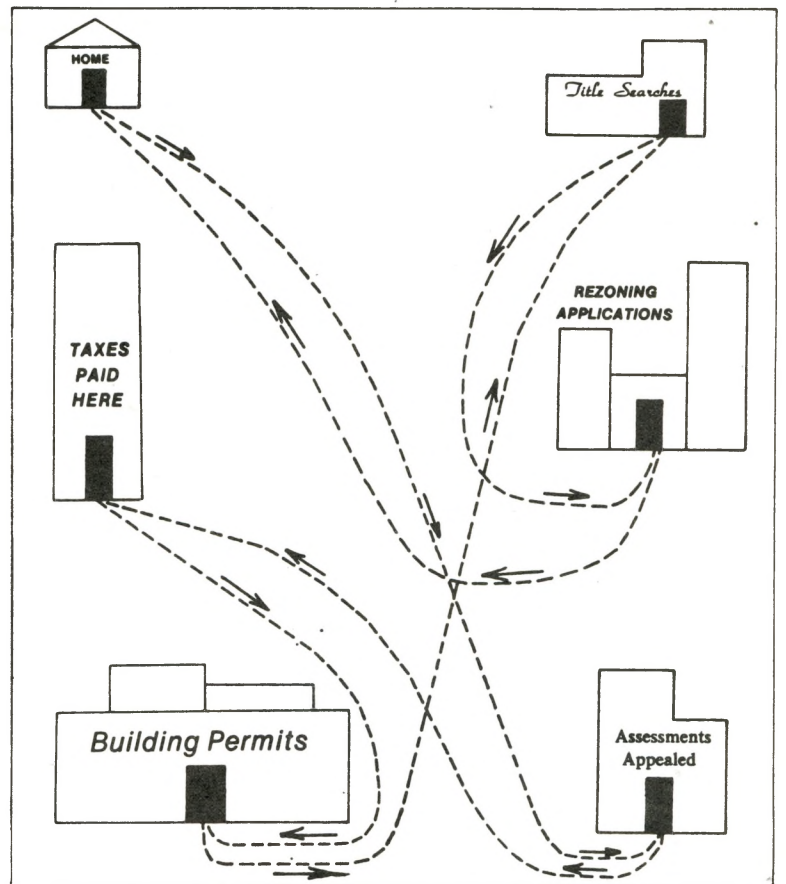 HOME
Title Searches
REZONING
APPLICATIONS
TAXES
PAID
HERE
Building Permits
Assessments
Appealed